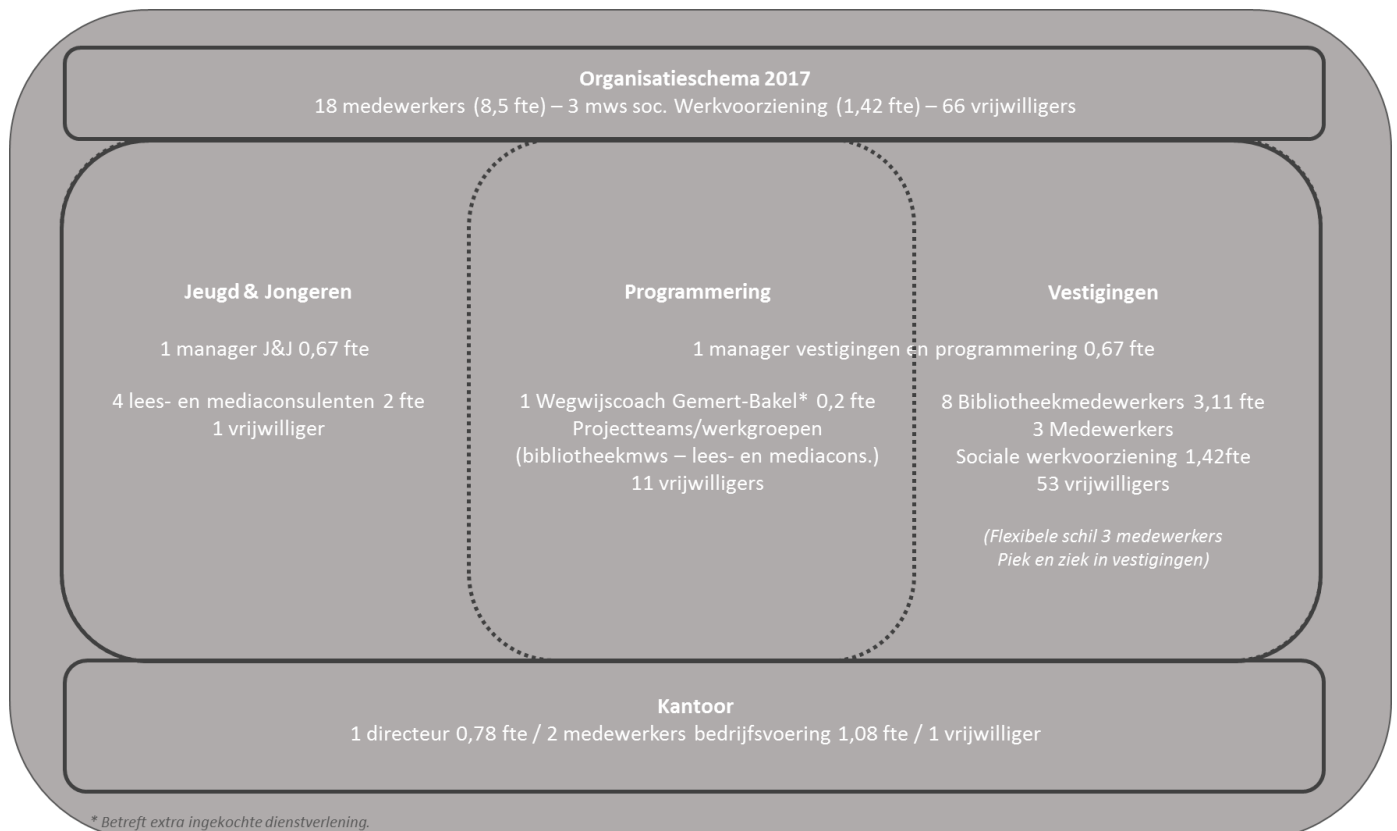 Organisatieschema 2017
18 medewerkers (8,5 fte) – 3 mws soc. Werkvoorziening (1,42 fte) – 66 vrijwilligers
Jeugd & Jongeren
1 manager J&J 0,67 fte
4 lees- en mediaconsulenten 2 fte
1 vrijwilliger
Programmering
Vestigingen
1 manager vestigingen en programmering 0,67 fte
1 Wegwijscoach Gemert-Bakel* 0,2 fte
Projectteams/werkgroepen
(bibliotheekmws – lees- en mediacons.)
11 vrijwilligers
8 Bibliotheekmedewerkers 3,11 fte
3 Medewerkers
Sociale werkvoorziening 1,42fte
53 vrijwilligers
(Flexibele schil 3 medewerkers
Piek en ziek in vestigingen)
Kantoor
1 directeur 0,78 fte / 2 medewerkers bedrijfsvoering 1,08 fte / 1 vrijwilliger
* Betreft extra ingekochte dienstverlening.